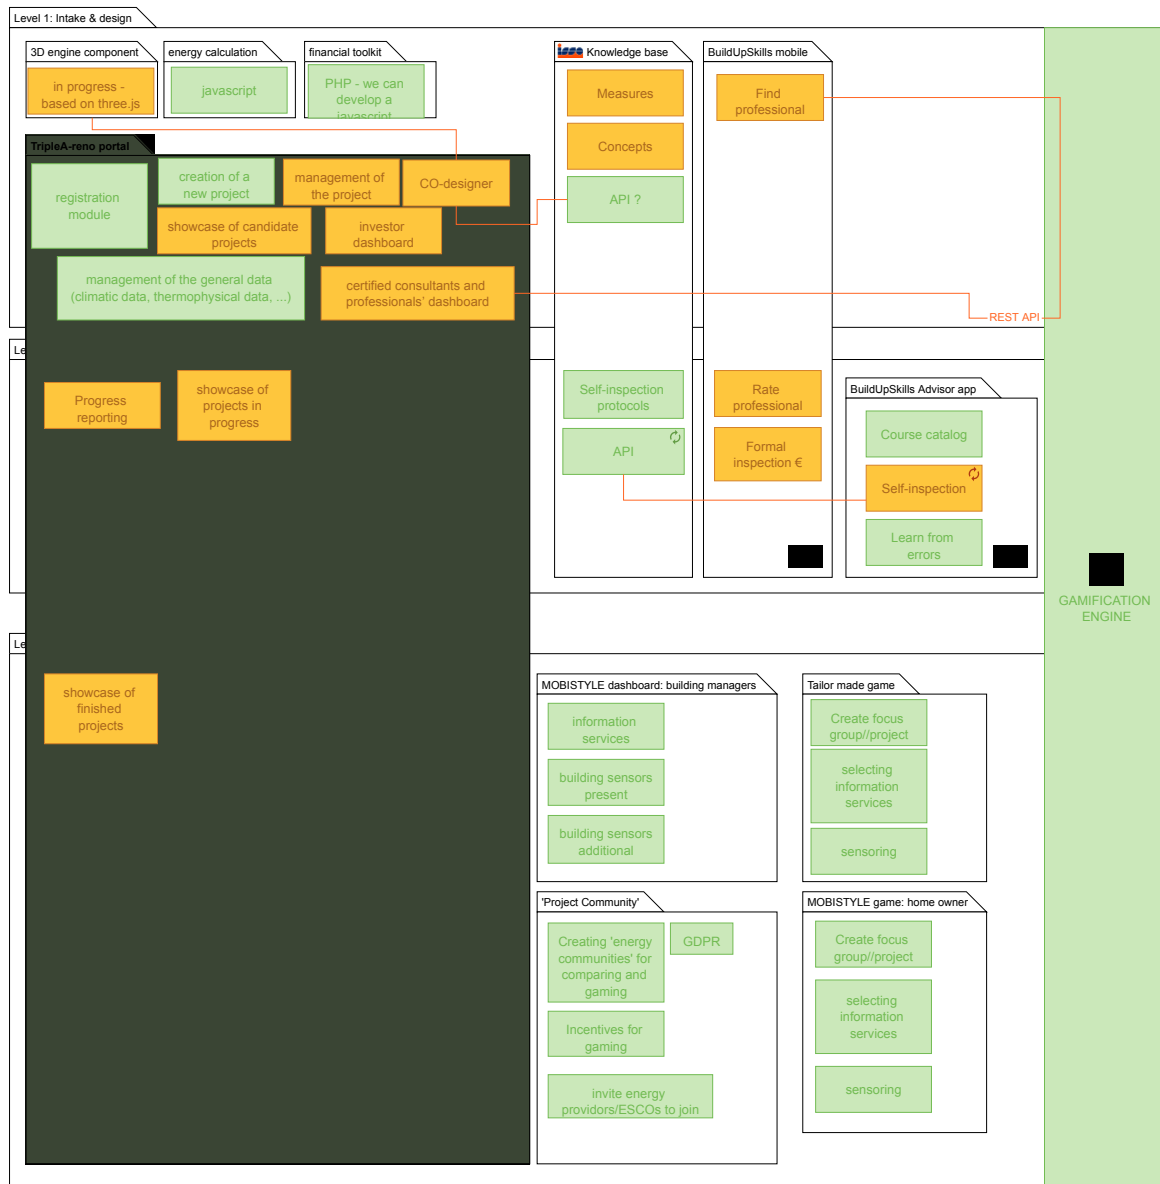 Level 1: Intake & design
3D engine component
in progress -
based on three.js
energy calculation
javascript
financial toolkit
PHP - we can
develop a
javascript
isso Knowledge base
Measures
Concepts
API ?
BuildUpSkills mobile
Find
professional
TripleA-reno portal
registration
module
creation of a
new project
management of
the project
CO-designer
showcase of candidate
projects
investor
dashboard
management of the general data
(climatic data, thermophysical data, ...)
certified consultants and
professionals' dashboard
REST API
Le
Progress
reporting
showcase of
projects in
progress
Self-inspection
protocols
API
Rate
professional
Formal
inspection €
BuildUpSkills Advisor app
Course catalog
Self-inspection
Learn from
errors
GAMIFICATION
ENGINE
Le
showcase of
finished
projects
MOBISTYLE dashboard: building managers
information
services
building sensors
present
building sensors
additional
Tailor made game
Create focus
group//project
selecting
information
services
sensoring
'Project Community'
Creating 'energy
communities' for
comparing and
gaming
GDPR
Incentives for
gaming
invite energy
providors/ESCOs to join
MOBISTYLE game: home owner
Create focus
group//project
selecting
information
services
sensoring